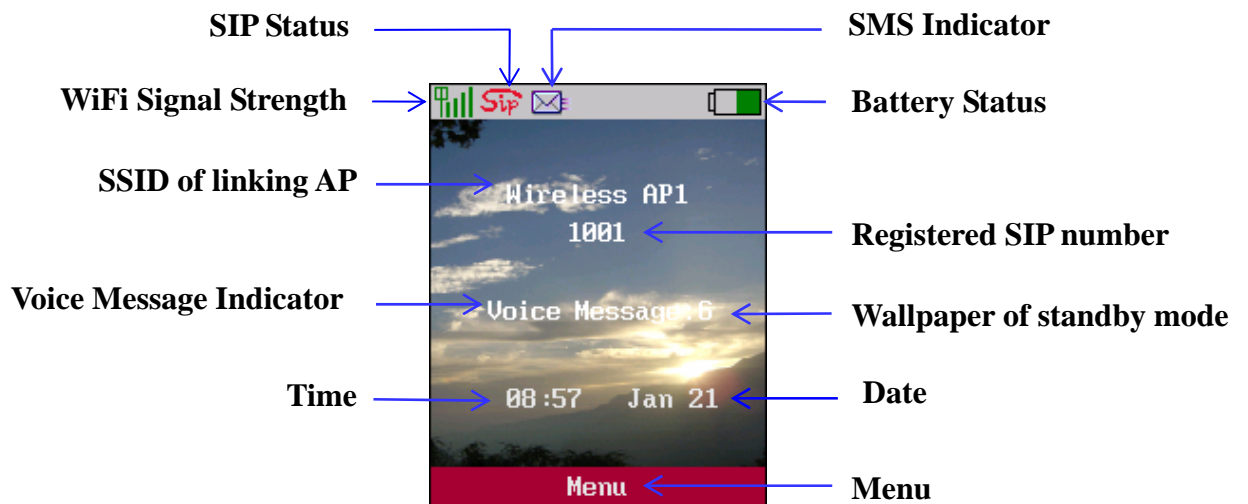 SIP Status
SMS Indicator
WiFi Signal Strength
Sip
Battery Status
SSID of linking AP
Wireless AP1
1001
Registered SIP number
Voice Message Indicator
Voice Message:6
Wallpaper of standby mode
Time
08:57 Jan 21
Date
Menu
Menu